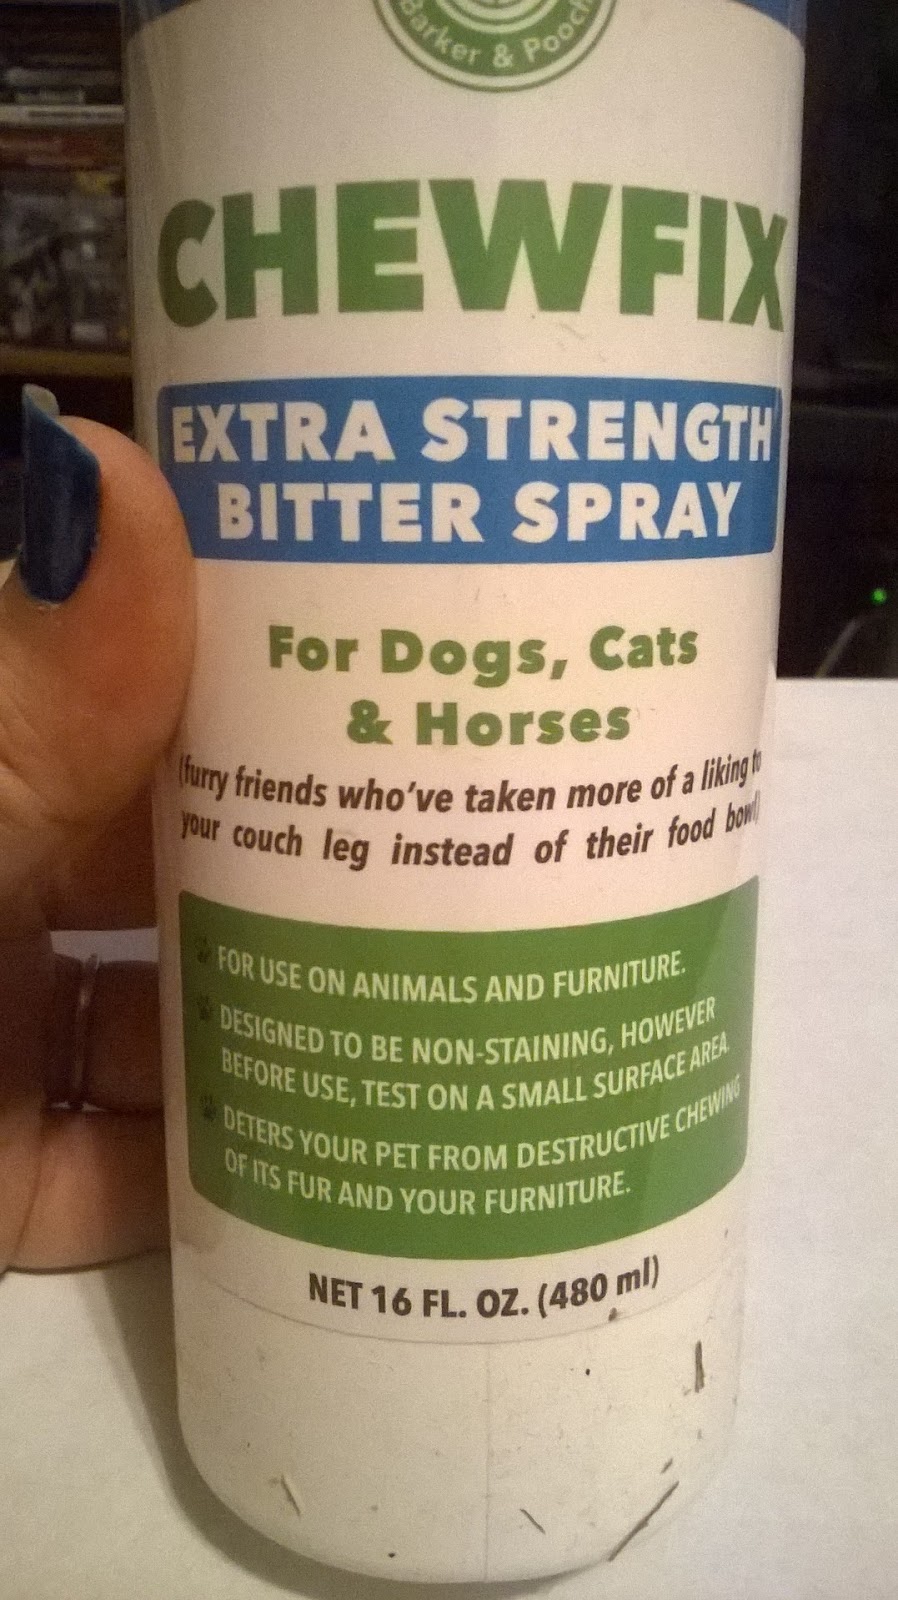 Barker & Pooch
CHEWFIX
EXTRA STRENGTH
BITTER SPRAY
For Dogs, Cats
& Horses
(furry friends who've taken more of a liking to
your couch leg instead of their food bowl)
FOR USE ON ANIMALS AND FURNITURE.
DESIGNED TO BE NON-STAINING, HOWEVER
BEFORE USE, TEST ON A SMALL SURFACE AREA.
DETERS YOUR PET FROM DESTRUCTIVE CHEWING
OF ITS FUR AND YOUR FURNITURE.
NET 16 FL. OZ. (480 ml)